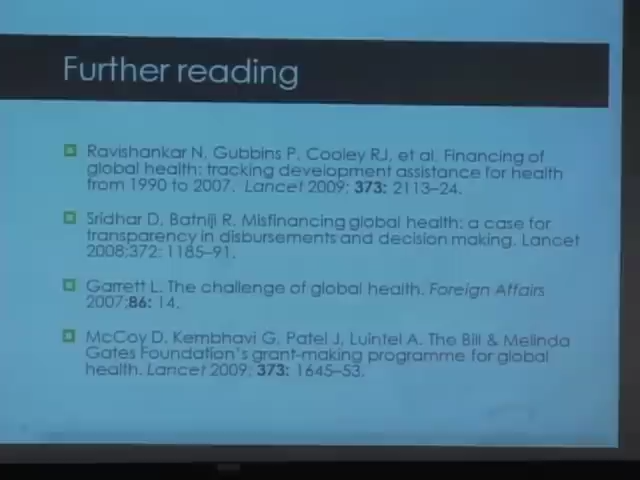 Further reading
Ravishankar N, Gubbins P, Cooley RJ, et al. Financing of
global health: tracking development assistance for health
from 1990 to 2007. Lancet 2009; 373: 2113–24.
Sridhar D, Batniji R. Misfinancing global health: a case for
transparency in disbursements and decision making. Lancet
2008;372: 1185–91.
Garrett L. The challenge of global health. Foreign Affairs
2007;86: 14.
McCoy D, Kembhavi G, Patel J, Luintel A. The Bill & Melinda
Gates Foundation's grant-making programme for global
health. Lancet 2009; 373: 1645–53.